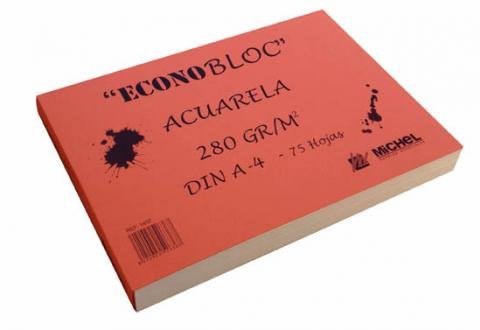 “ECONOBLOC”
ACUARELA
280 GR/M²
DIN A-4 - 75 Hojas
MICHEL